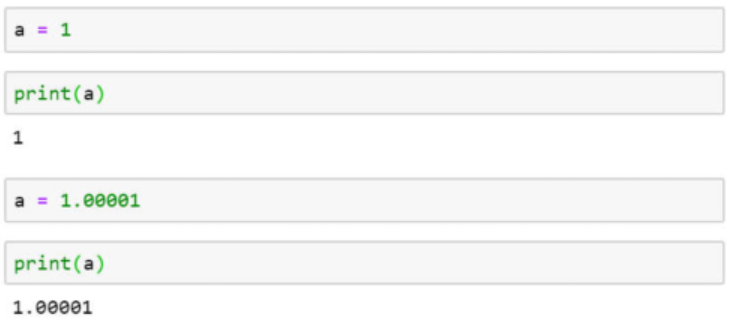 a = 1
print(a)
1
a = 1.00001
print(a)
1.00001